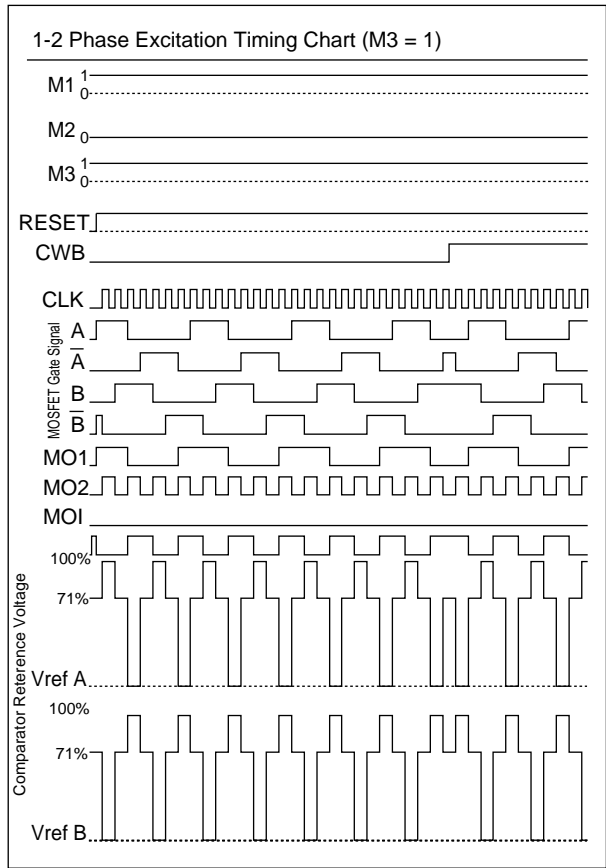 1-2 Phase Excitation Timing Chart (M3 = 1)
M1 1
0
M2 0
M3 1
0
RESET
CWB
CLK
MOSFET Gate Signal
A
A
B
B
MO1
MO2
MOI
Comparator Reterence Voltage
100%
71%
Vref A
100%
71%
Vref B